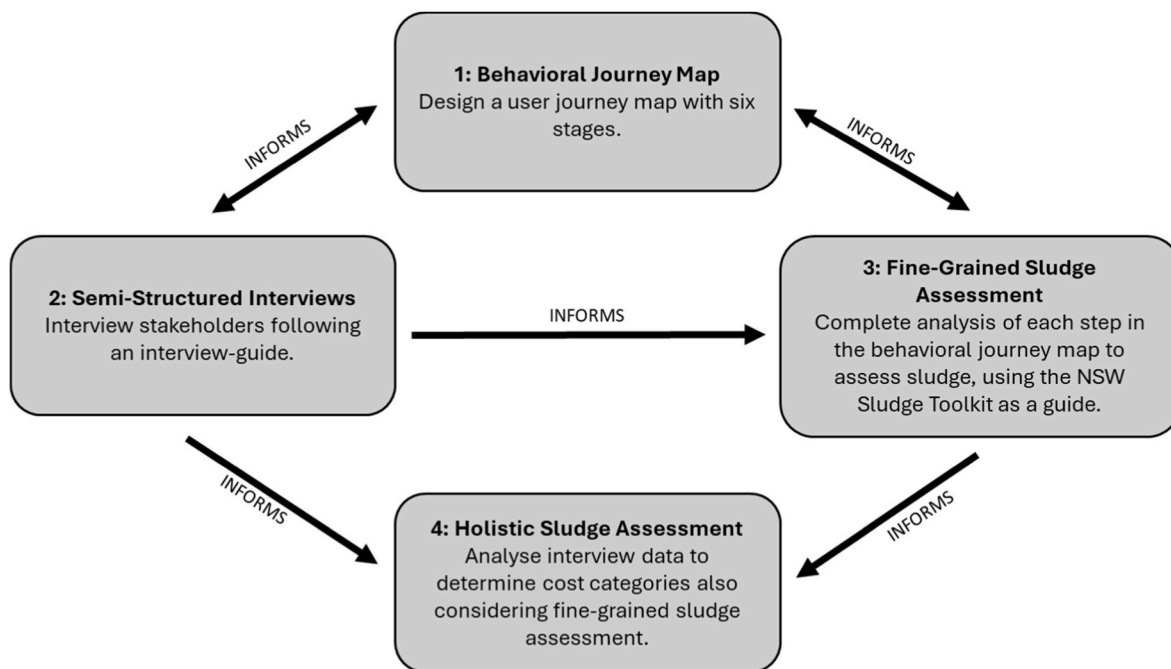 1: Behavioral Journey Map
Design a user journey map with six
stages.
INFORMS
INFORMS
2: Semi-Structured Interviews
Interview stakeholders following
an interview-guide.
INFORMS
3: Fine-Grained Sludge
Assessment
Complete analysis of each step in
the behavioral journey map to
assess sludge, using the NSW
Sludge Toolkit as a guide.
INFORMS
INFORMS
4: Holistic Sludge Assessment
Analyse interview data to
determine cost categories also
considering fine-grained sludge
assessment.